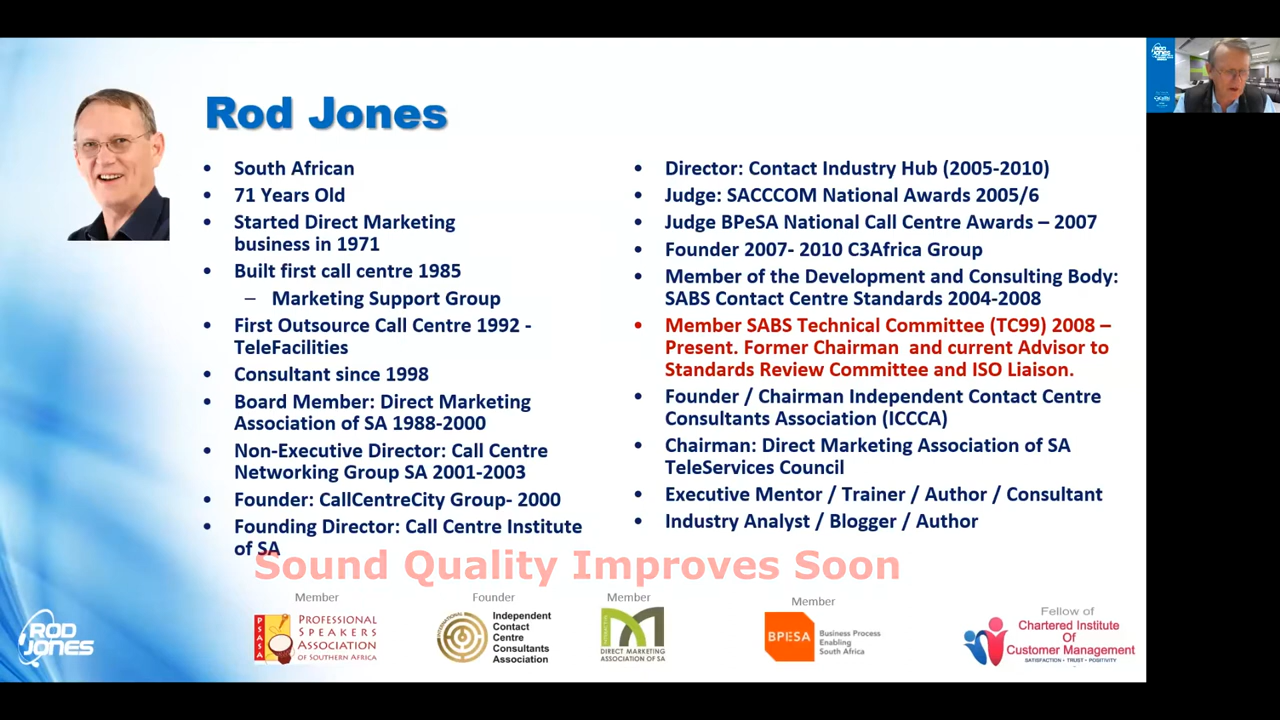 Rod Jones
South African
71 Years Old
Started Direct Marketing
business in 1971
Built first call centre 1985
– Marketing Support Group
First Outsource Call Centre 1992 -
TeleFacilities
Consultant since 1998
Board Member: Direct Marketing
Association of SA 1988-2000
Non-Executive Director: Call Centre
Networking Group SA 2001-2003
Founder: CallCentreCity Group- 2000
Founding Director: Call Centre Institute
of SA
Director: Contact Industry Hub (2005-2010)
Judge: SACCCOM National Awards 2005/6
Judge BPeSA National Call Centre Awards – 2007
Founder 2007- 2010 C3Africa Group
Member of the Development and Consulting Body:
SABS Contact Centre Standards 2004-2008
Member SABS Technical Committee (TC99) 2008 –
Present. Former Chairman and current Advisor to
Standards Review Committee and ISO Liaison.
Founder / Chairman Independent Contact Centre
Consultants Association (ICCCA)
Chairman: Direct Marketing Association of SA
TeleServices Council
Executive Mentor / Trainer / Author / Consultant
Industry Analyst / Blogger / Author
Sound Quality Improves Soon
ROD
JONES
Member
PSASA
PROFESSIONAL
SPEAKERS
ASSOCIATION
OF SOUTHERN AFRICA
Founder
Independent
Contact
Centre
Consultants
Association
Member
DIRECT MARKETING
ASSOCIATION OF SA
Member
BPESA
Business Process
Enabling
South Africa
Fellow of
Chartered Institute
Of
Customer Management
SATISFACTION • TRUST • POSITIVITY
ROD
JONES